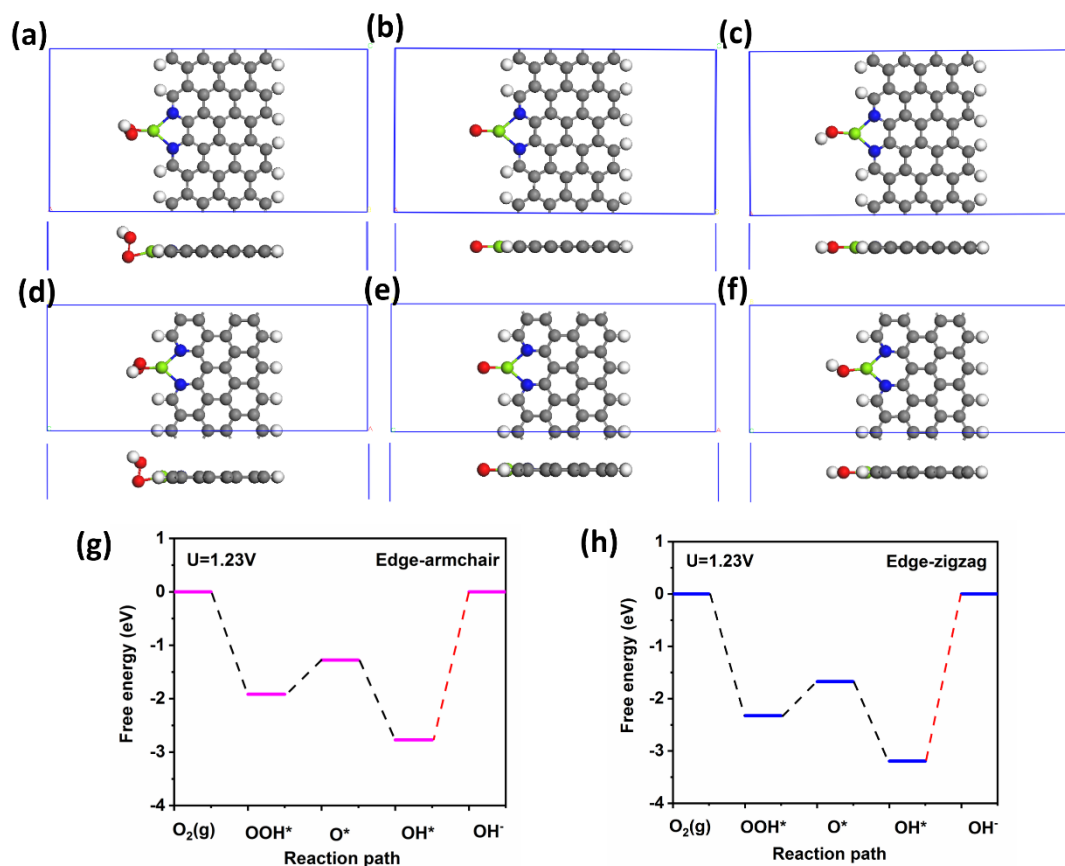 (a)
(b)
(c)
(d)
(e)
(f)
(g)
U=1.23V
Edge-armchair
Free energy (eV)
1
0
-1
-2
-3
-4
O₂(g)
OOH*
O*
OH*
OH⁻
Reaction path
(h)
U=1.23V
Edge-zigzag
Free energy (eV)
1
0
-1
-2
-3
-4
O₂(g)
OOH*
O*
OH*
OH⁻
Reaction path